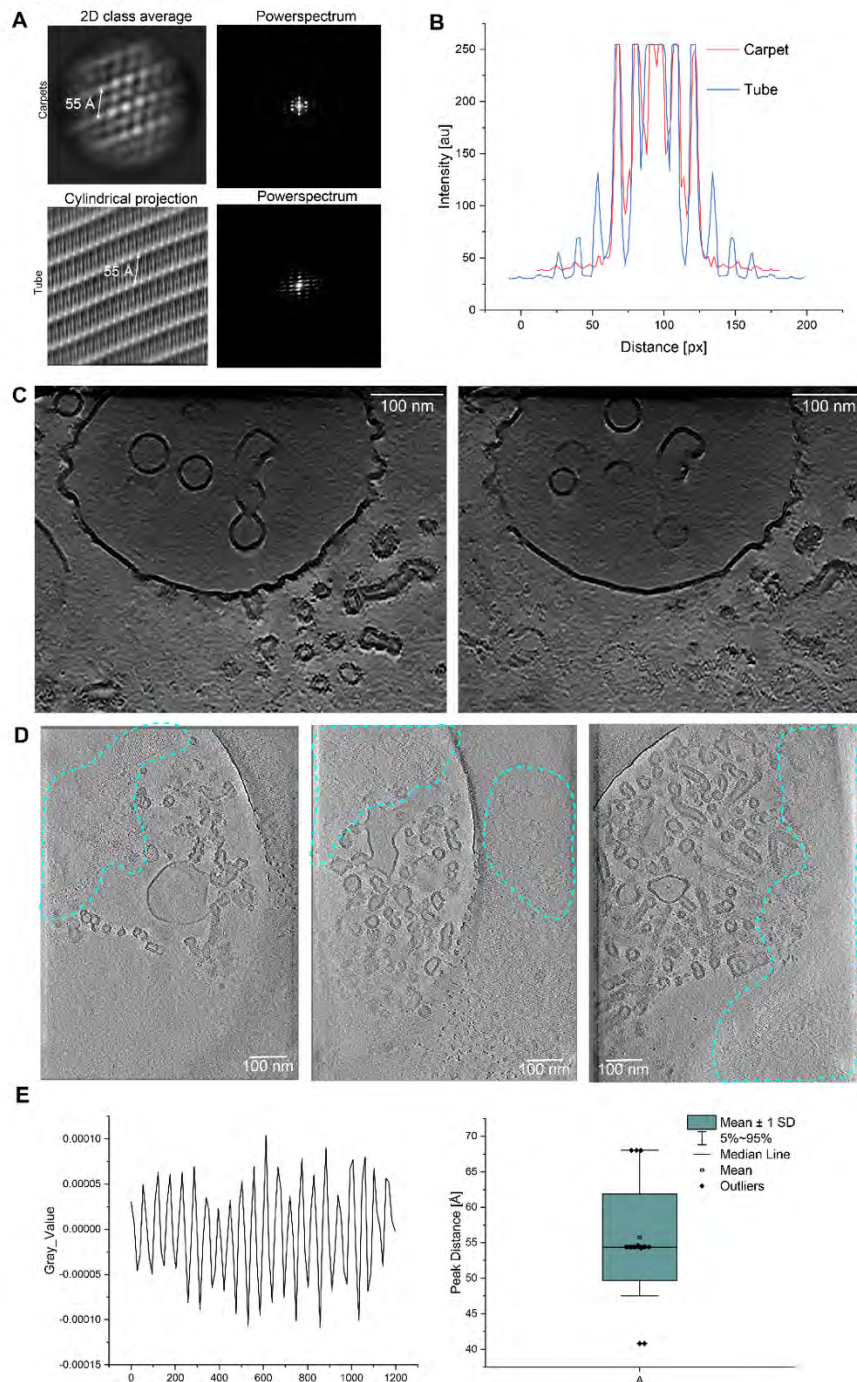 A
2D class average
Powerspectrum
Carpets
55 Å
Cylindrical projection
Powerspectrum
Tube
55 Å
B
250
200
150
100
50
0
Intensity [au]
Carpet
Tube
0
50
100
150
200
Distance [px]
C
100 nm
100 nm
D
100 nm
100 nm
100 nm
E
0.00010
0.00005
0.00000
-0.00005
-0.00010
-0.00015
Gray_Value
0
200
400
600
800
1000
1200
70
65
60
55
50
45
40
Peak Distance [Å]
A
Mean ± 1 SD
5%~95%
Median Line
Mean
Outliers